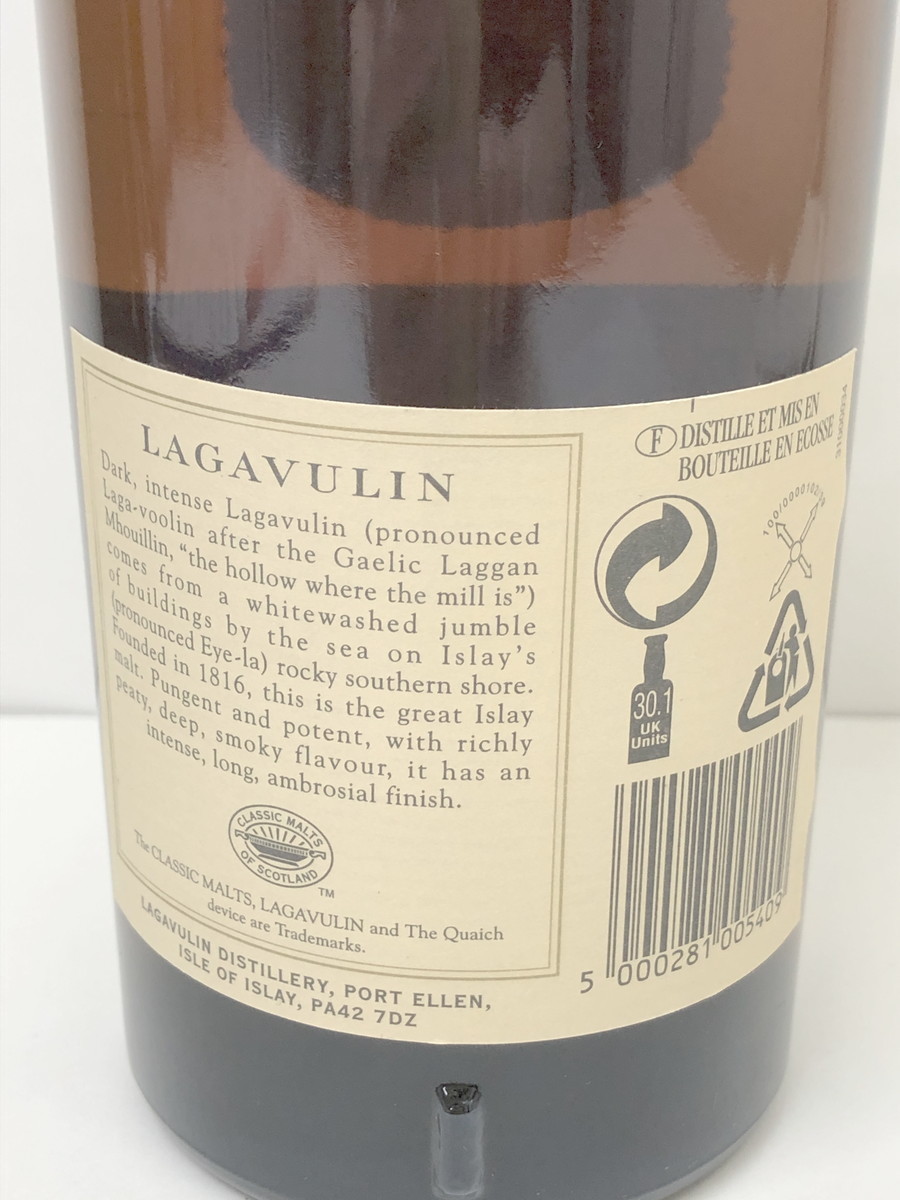 LAGAVULIN
Dark, intense Lagavulin (pronounced
Laga-voolin after the Gaelic Laggan
Mhouillin, “the hollow where the mill is”)
comes from a whitewashed jumble
of buildings by the sea on Islay’s
(pronounced Eye-la) rocky southern shore.
Founded in 1816, this is the great Islay
malt. Pungent and potent, with richly
peaty, deep, smoky flavour, it has an
intense, long, ambrosial finish.
CLASSIC MALTS
OF SCOTLAND
TM
The CLASSIC MALTS, LAGAVULIN and The Quaich
device are Trademarks.
LAGAVULIN DISTILLERY, PORT ELLEN,
ISLE OF ISLAY, PA42 7DZ
F DISTILLE ET MIS EN
BOUTEILLE EN ECOSSE
30.1
UK
Units
5 000281 005409